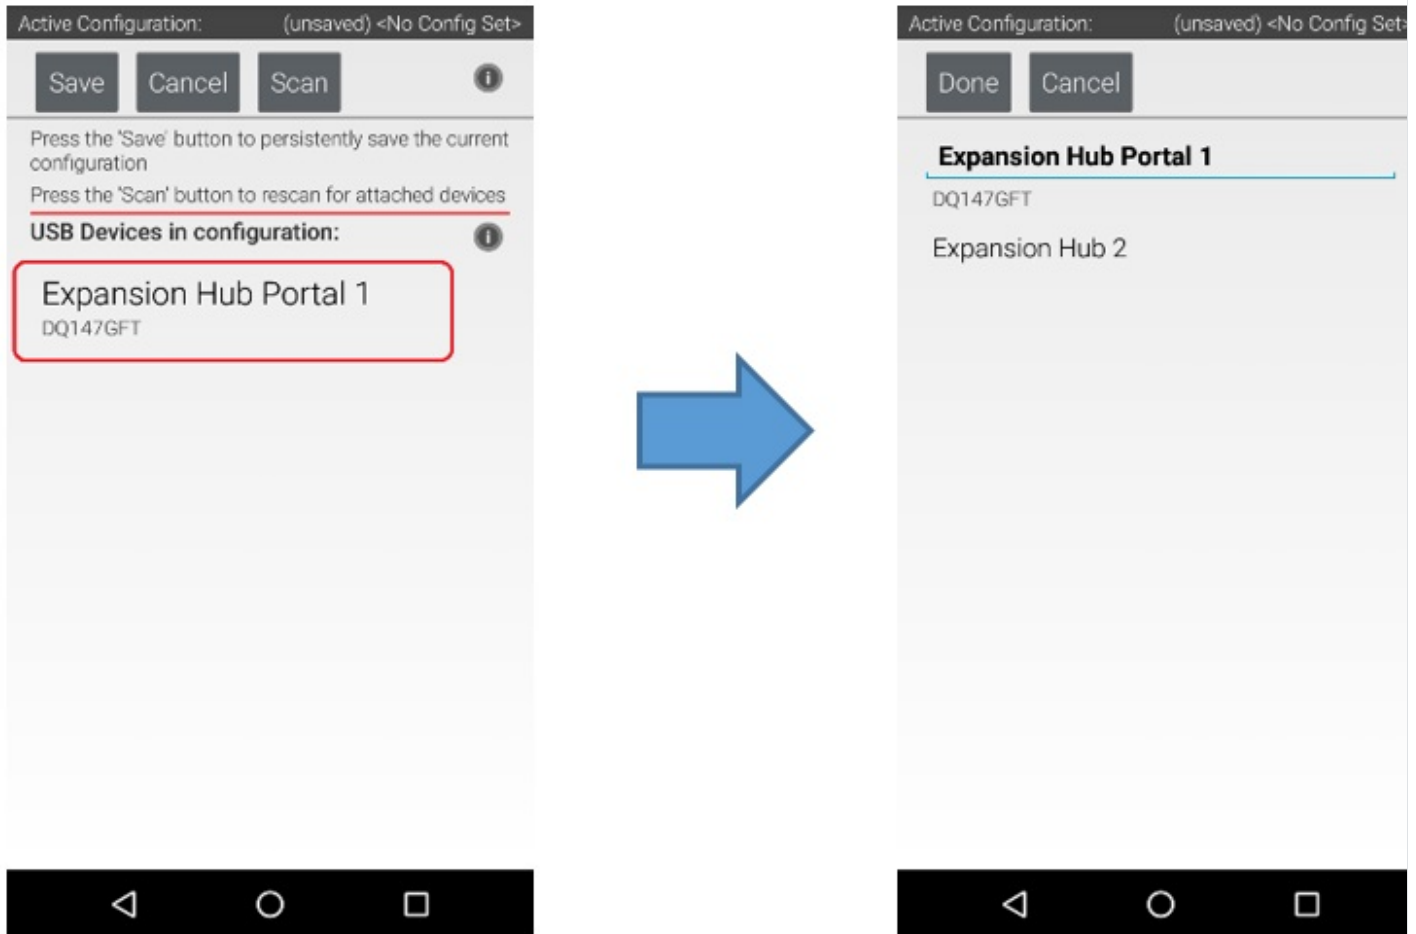 Active Configuration: (unsaved) <No Config Set>
Save Cancel Scan
Press the 'Save' button to persistently save the current
configuration
Press the 'Scan' button to rescan for attached devices
USB Devices in configuration:
Expansion Hub Portal 1
DQ147GFT
Active Configuration: (unsaved) <No Config Set>
Done Cancel
Expansion Hub Portal 1
DQ147GFT
Expansion Hub 2